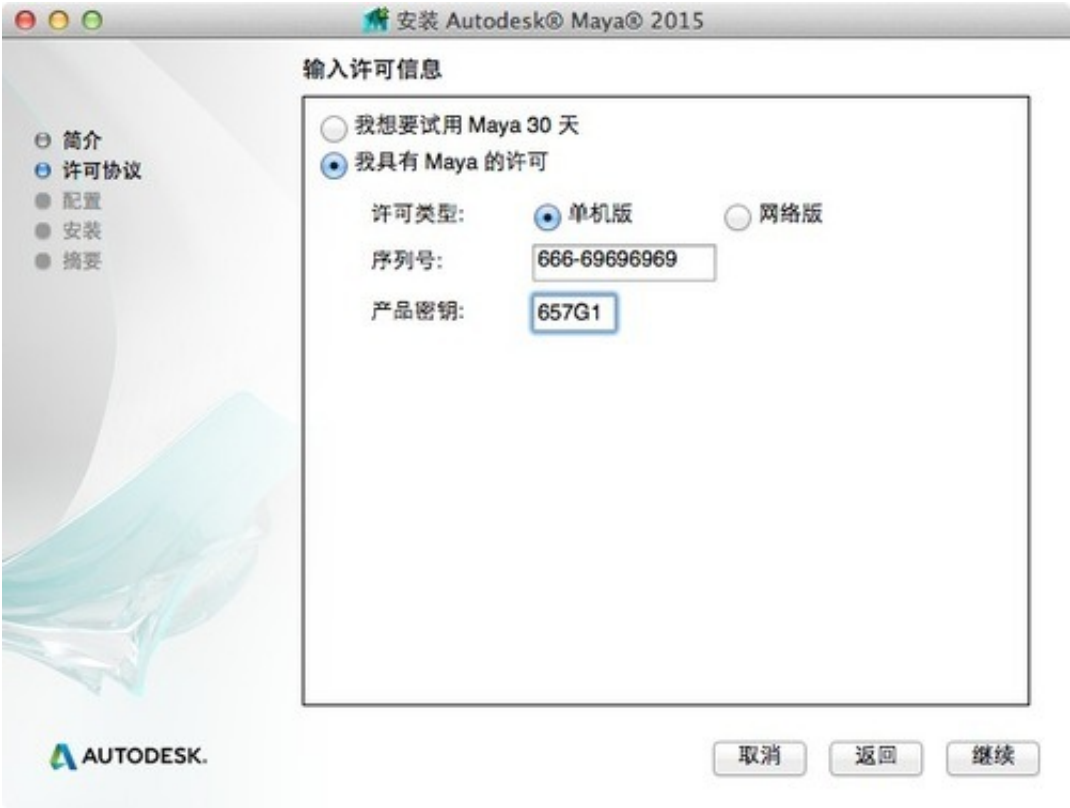 安装 Autodesk® Maya® 2015
输入许可信息
简介
许可协议
配置
安装
摘要
我想要试用 Maya 30 天
我具有 Maya 的许可
许可类型: 单机版 网络版
序列号: 666-69696969
产品密钥: 657G1
AUTODESK.
取消 返回 继续